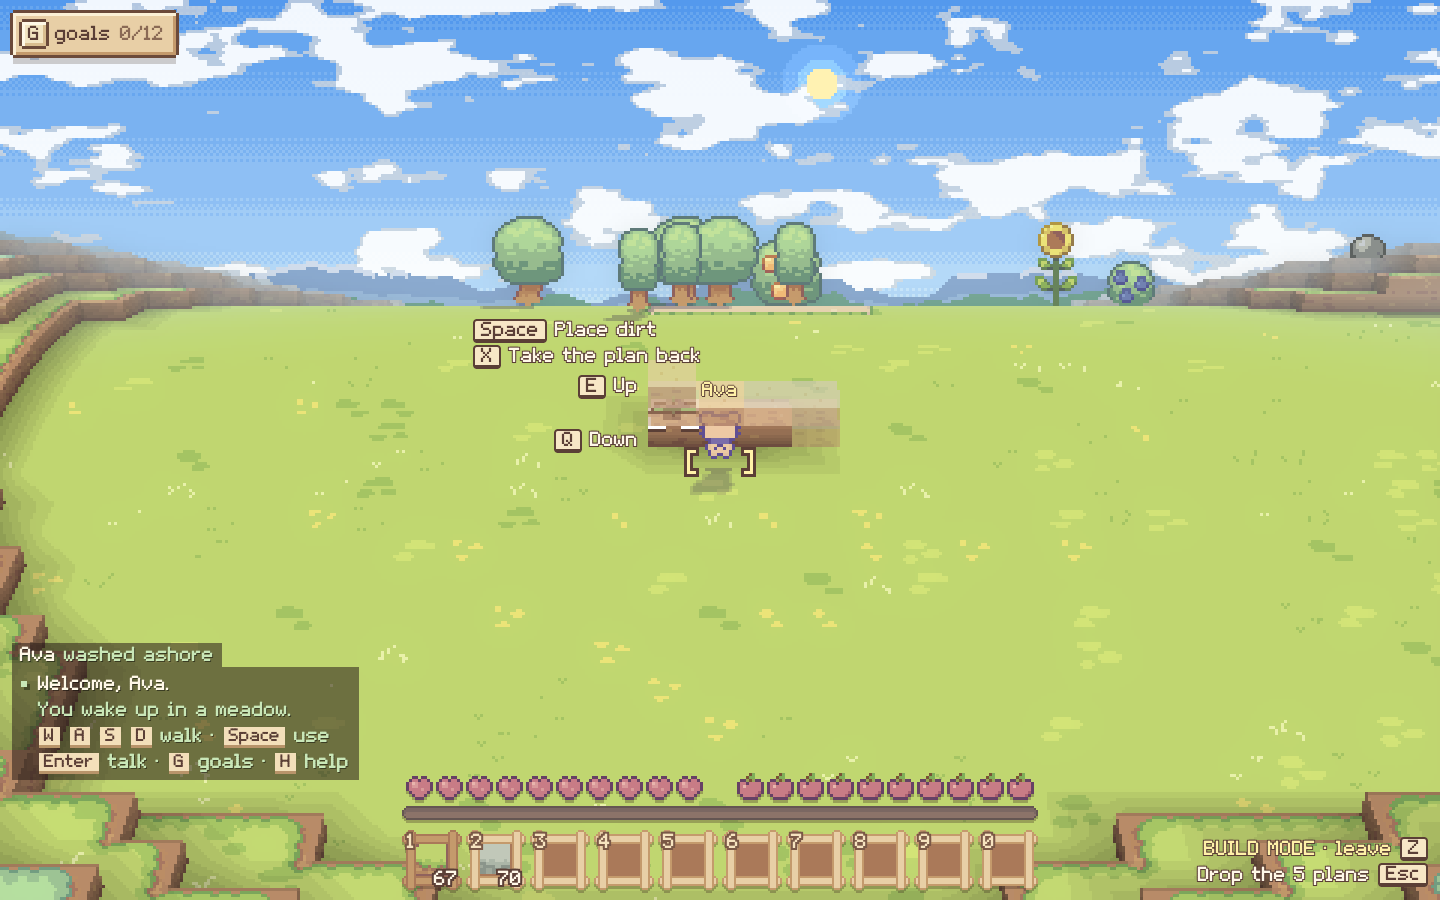 G goals 0/12
Space Place dirt
X Take the plan back
E Up
Ava
Q Down
Ava washed ashore
Welcome, Ava.
You wake up in a meadow.
W A S D walk · Space use
Enter talk · G goals · H help
1 2 3 4 5 6 7 8 9 0
67 70
BUILD MODE · leave Z
Drop the 5 plans Esc